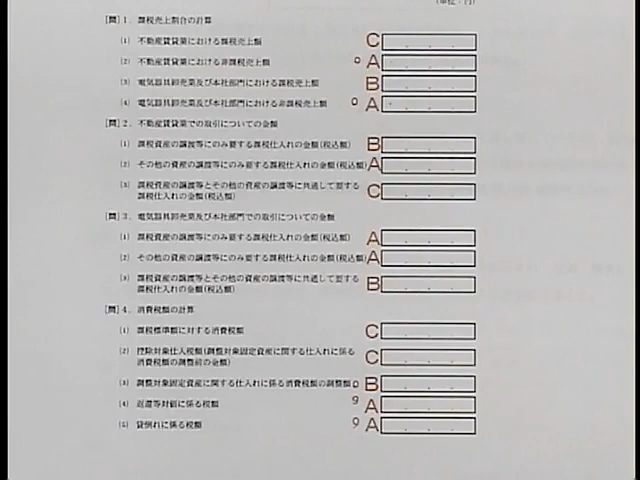 (単位：円)
[問] 1. 課税売上割合の計算
(1) 不動産賃貸業における課税売上額 C
(2) 不動産賃貸業における非課税売上額 o A
(3) 電気器具卸売業及び本社部門における課税売上額 B
(4) 電気器具卸売業及び本社部門における非課税売上額 o A
[問] 2. 不動産賃貸業での取引についての金額
(1) 課税資産の譲渡等にのみ要する課税仕入れの金額(税込額) B
(2) その他の資産の譲渡等にのみ要する課税仕入れの金額(税込額) A
(3) 課税資産の譲渡等とその他の資産の譲渡等に共通して要する
課税仕入れの金額(税込額) C
[問] 3. 電気器具卸売業及び本社部門での取引についての金額
(1) 課税資産の譲渡等にのみ要する課税仕入れの金額(税込額) A
(2) その他の資産の譲渡等にのみ要する課税仕入れの金額(税込額) A
(3) 課税資産の譲渡等とその他の資産の譲渡等に共通して要する
課税仕入れの金額(税込額) B
[問] 4. 消費税額の計算
(1) 課税標準額に対する消費税額 C
(2) 控除対象仕入税額(調整対象固定資産に関する仕入れに係る
消費税額の調整前の金額) C
(3) 調整対象固定資産に関する仕入れに係る消費税額の調整額 B
(4) 返還等対価に係る税額 A
(5) 貸倒れに係る税額 A